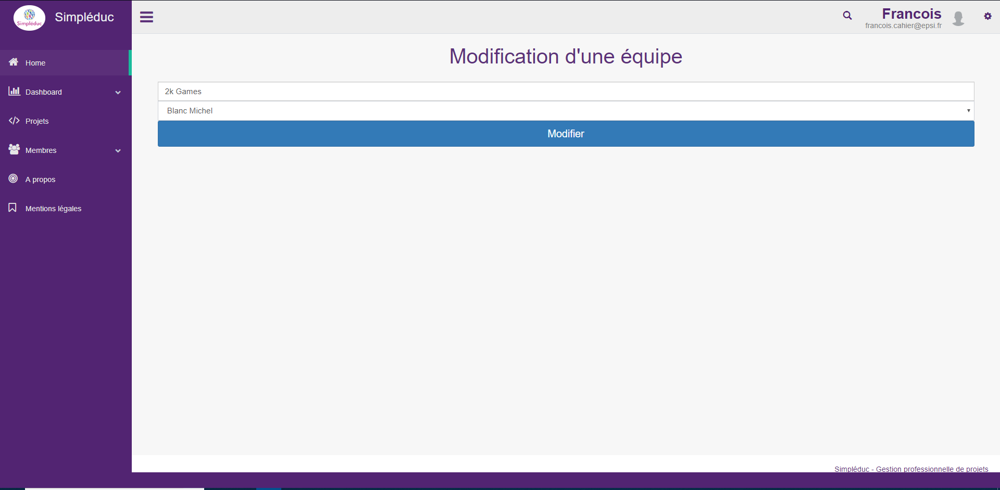 Simpléduc
Simpléduc
Francois
francois.cahier@epsi.fr
Home
Dashboard
Projets
Membres
A propos
Mentions légales
Modification d'une équipe
2k Games
Blanc Michel
Modifier
Simpléduc - Gestion professionnelle de projets